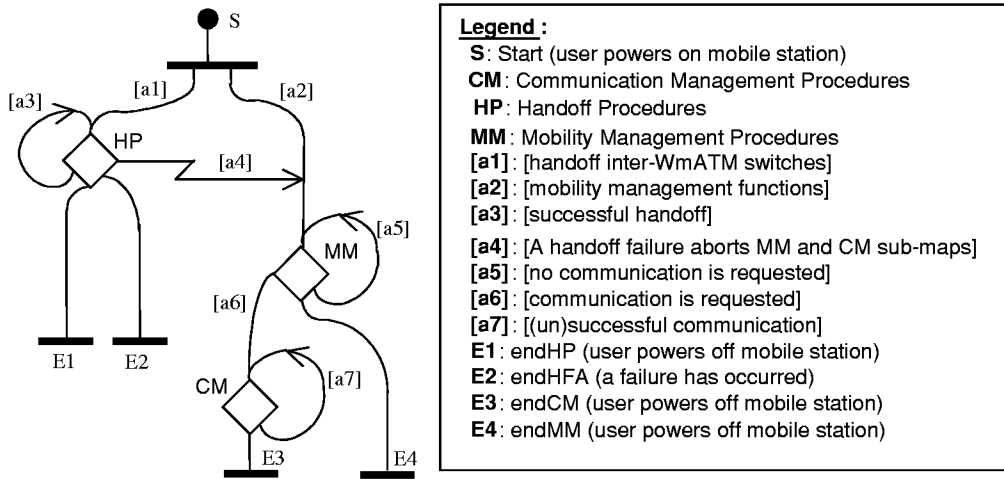 S
[a1]
[a2]
[a3]
HP
[a4]
[a5]
MM
[a6]
E1
E2
CM
[a7]
E3
E4
Legend :
S: Start (user powers on mobile station)
CM: Communication Management Procedures
HP: Handoff Procedures
MM: Mobility Management Procedures
[a1]: [handoff inter-WmATM switches]
[a2]: [mobility management functions]
[a3]: [successful handoff]
[a4]: [A handoff failure aborts MM and CM sub-maps]
[a5]: [no communication is requested]
[a6]: [communication is requested]
[a7]: [(un)successful communication]
E1: endHP (user powers off mobile station)
E2: endHFA (a failure has occurred)
E3: endCM (user powers off mobile station)
E4: endMM (user powers off mobile station)